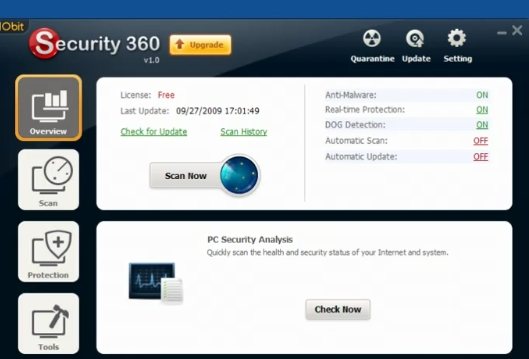 IObit
Security 360
v1.0
Upgrade
Quarantine Update Setting
Overview
Scan
Protection
Tools
License: Free
Last Update: 09/27/2009 17:01:49
Check for Update Scan History
Scan Now
Anti-Malware: ON
Real-time Protection: ON
DOG Detection: ON
Automatic Scan: OFF
Automatic Update: OFF
PC Security Analysis
Quickly scan the health and security status of your Internet and system.
Check Now